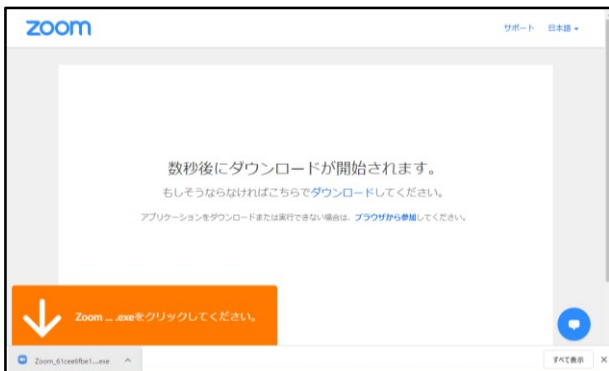 zoom
サポート 日本語
数秒後にダウンロードが開始されます。
もしそうならなければこちらでダウンロードしてください。
アプリケーションをダウンロードまたは実行できない場合は、ブラウザから参加してください。
Zoom ... .exeをクリックしてください。
Zoom_61cee6fbe1....exe
すべて表示